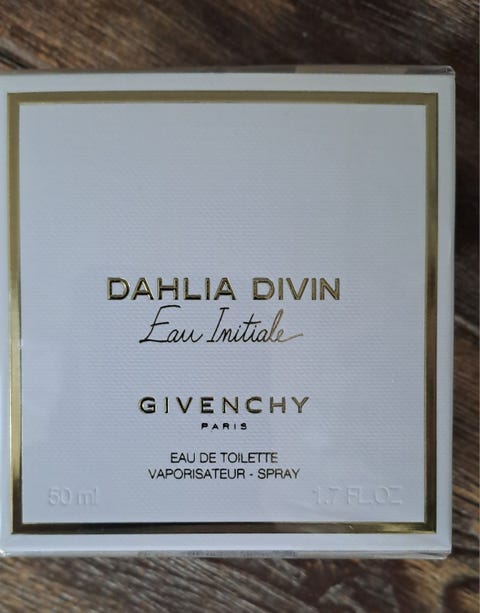 DAHLIA DIVIN
Eau Initiale
GIVENCHY
PARIS
EAU DE TOILETTE
VAPORISATEUR - SPRAY
50 ml 1.7 FL.OZ